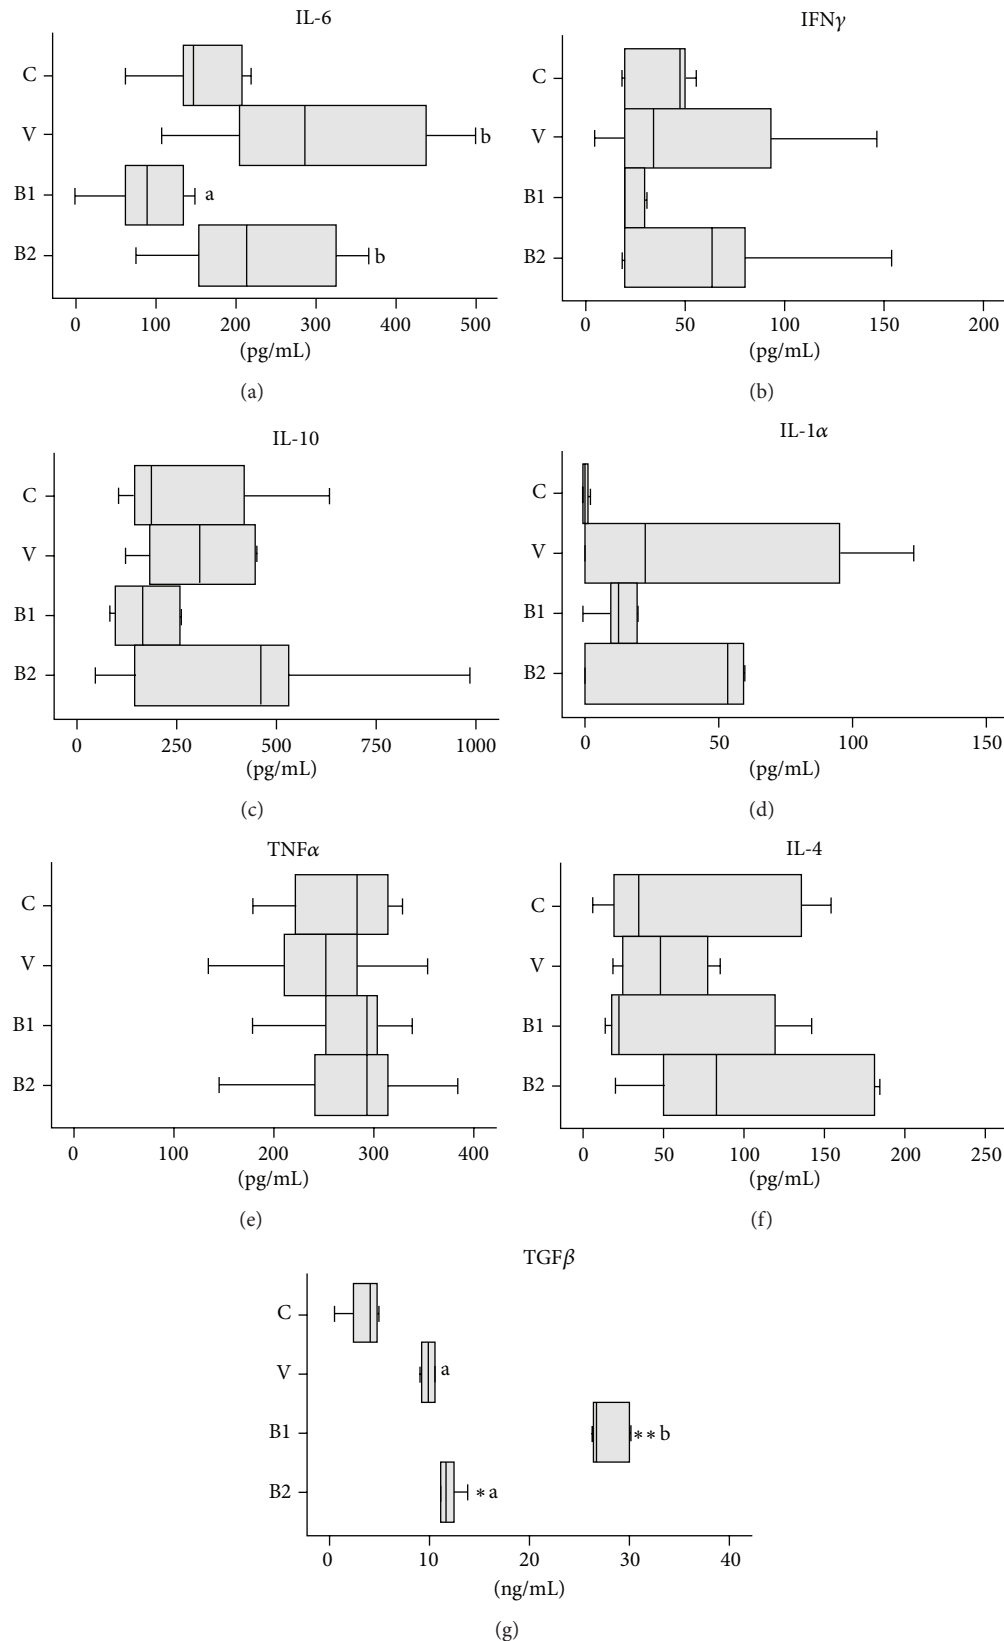 IL-6
C
V
b
B1
a
B2
b
0 100 200 300 400 500
(pg/mL)
(a)
IFNγ
C
V
B1
B2
0 50 100 150 200
(pg/mL)
(b)
IL-10
C
V
B1
B2
0 250 500 750 1000
(pg/mL)
(c)
IL-1α
C
V
B1
B2
0 50 100 150
(pg/mL)
(d)
TNFα
C
V
B1
B2
0 100 200 300 400
(pg/mL)
(e)
IL-4
C
V
B1
B2
0 50 100 150 200 250
(pg/mL)
(f)
TGFβ
C
V
a
B1
**b
B2
*a
0 10 20 30 40
(ng/mL)
(g)